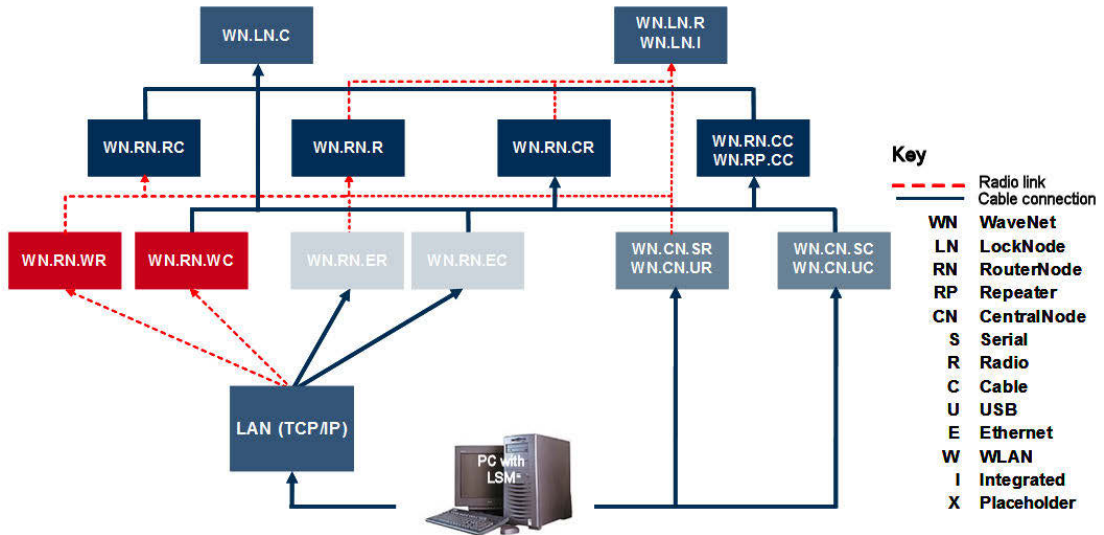 WN.LN.C
WN.LN.R
WN.LN.I
WN.RN.RC
WN.RN.R
WN.RN.CR
WN.RN.CC
WN.RP.CC
WN.RN.WR
WN.RN.WC
WN.RN.ER
WN.RN.EC
WN.CN.SR
WN.CN.UR
WN.CN.SC
WN.CN.UC
LAN (TCP/IP)
PC with
LSM
Key
Radio link
Cable connection
WN WaveNet
LN LockNode
RN RouterNode
RP Repeater
CN CentralNode
S Serial
R Radio
C Cable
U USB
E Ethernet
W WLAN
I Integrated
X Placeholder